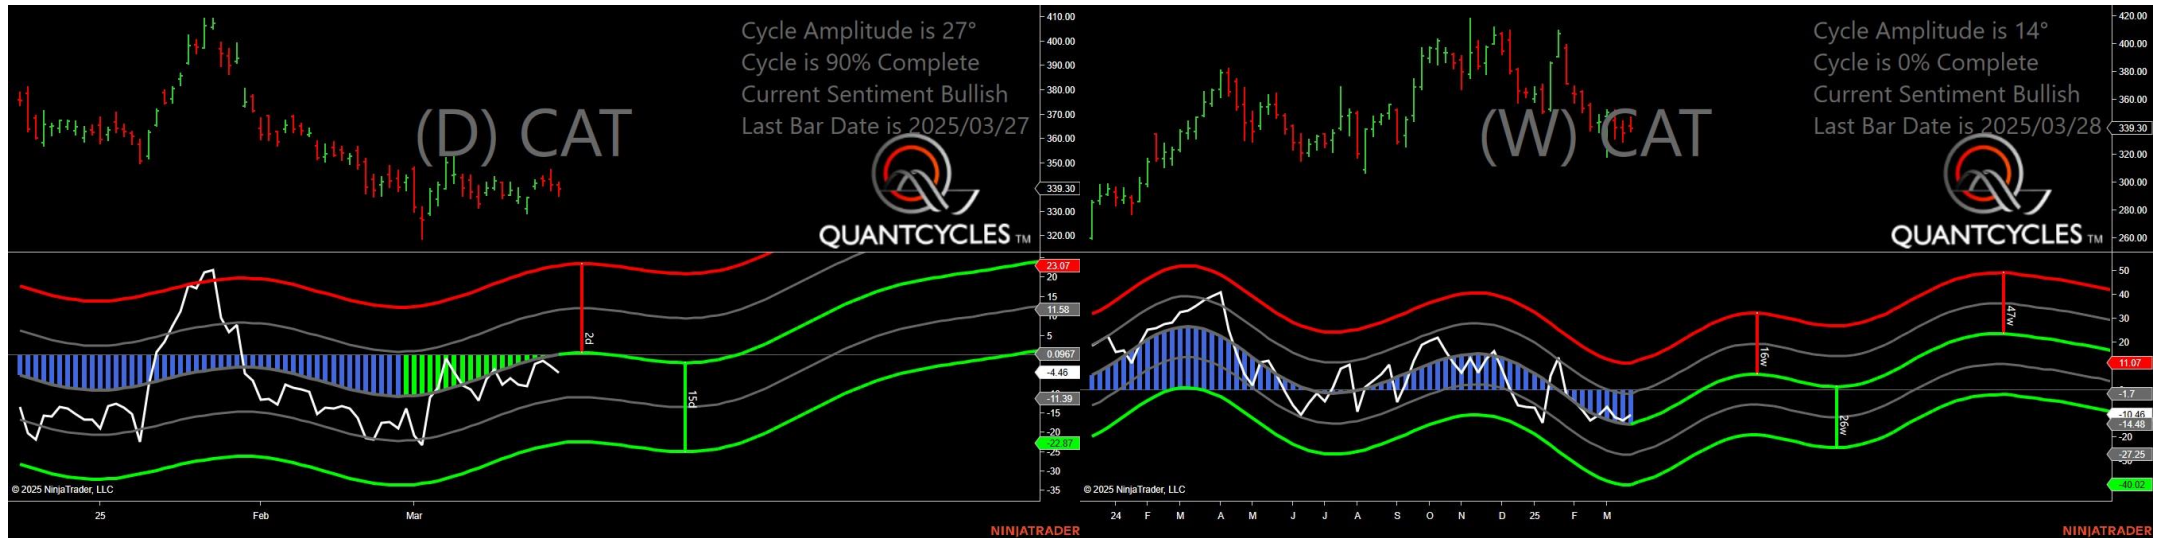 Cycle Amplitude is 27°
Cycle is 90% Complete
Current Sentiment Bullish
Last Bar Date is 2025/03/27
(D) CAT
QUANTCYCLES TM
410.00
400.00
390.00
380.00
370.00
360.00
350.00
339.30
330.00
320.00
23.07
20
15
11.58
5
0.0967
-4.46
-11.39
-15
-20
-22.87
-25
-30
-35
2d
15d
© 2025 NinjaTrader, LLC
25 Feb Mar
NINJATRADER
Cycle Amplitude is 14°
Cycle is 0% Complete
Current Sentiment Bullish
Last Bar Date is 2025/03/28
(W) CAT
QUANTCYCLES TM
420.00
400.00
380.00
360.00
339.30
320.00
300.00
280.00
260.00
50
40
30
20
11.07
-1.7
-10.46
-14.48
-20
-27.25
-40.02
16w
26w
47w
© 2025 NinjaTrader, LLC
24 F M A M J J A S O N D 25 F M
NINJATRADER